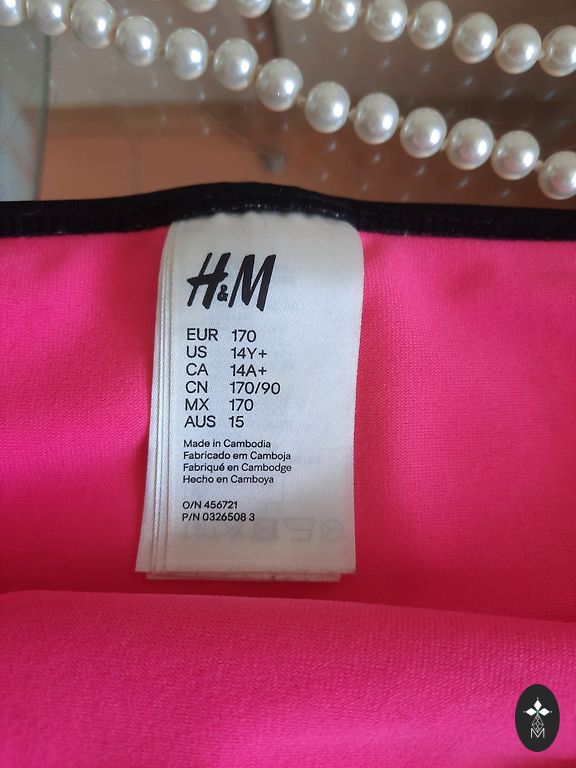 H&M
EUR 170
US 14Y+
CA 14A+
CN 170/90
MX 170
AUS 15
Made in Cambodia
Fabricado em Camboja
Fabriqué en Cambodge
Hecho en Camboya
O/N 456721
P/N 0326508 3
M